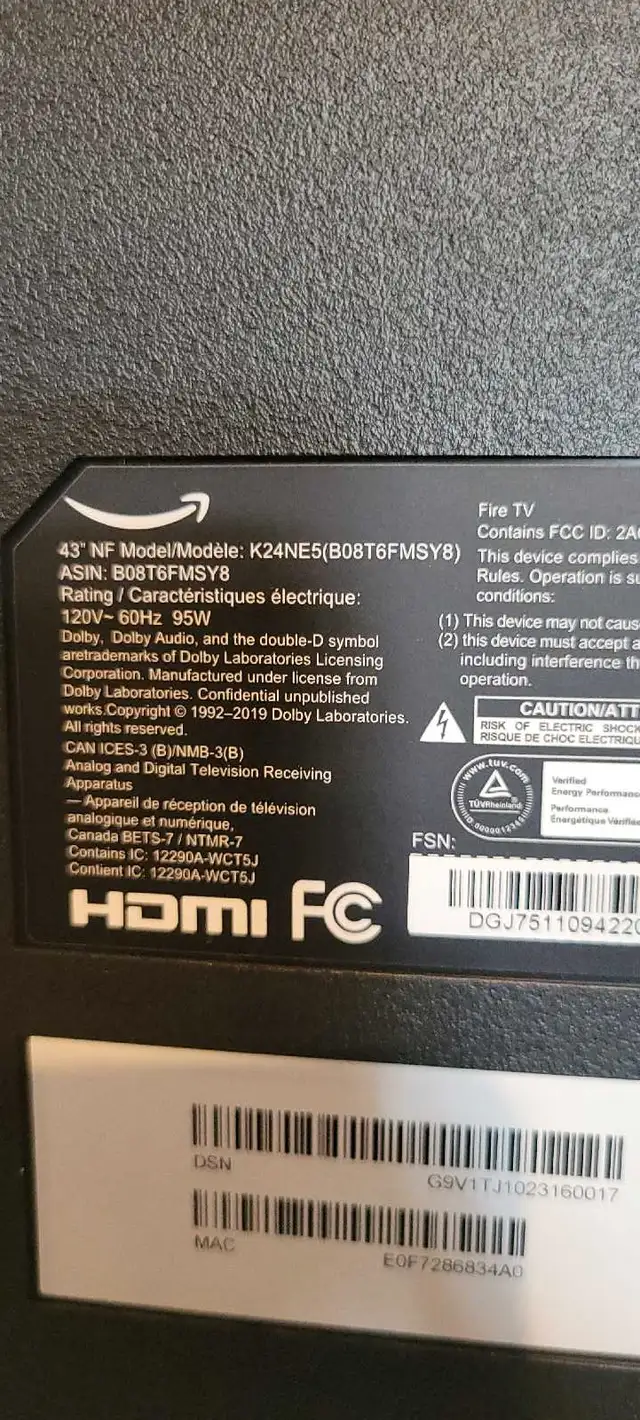 43" NF Model/Modèle: K24NE5(B08T6FMSY8)
ASIN: B08T6FMSY8
Rating / Caractéristiques électrique:
120V~ 60Hz 95W
Dolby, Dolby Audio, and the double-D symbol
aretrademarks of Dolby Laboratories Licensing
Corporation. Manufactured under license from
Dolby Laboratories. Confidential unpublished
works.Copyright © 1992–2019 Dolby Laboratories.
All rights reserved.
CAN ICES-3 (B)/NMB-3(B)
Analog and Digital Television Receiving
Apparatus
— Appareil de réception de télévision
analogique et numérique,
Canada BETS-7 / NTMR-7
Contains IC: 12290A-WCT5J
Contient IC: 12290A-WCT5J
HDMI FC
Fire TV
Contains FCC ID: 2A
This device complies
Rules. Operation is su
conditions:
(1) This device may not caus
(2) this device must accept a
including interference th
operation.
CAUTION/ATT
RISK OF ELECTRIC SHOCK
RISQUE DE CHOC ELECTRIQU
www.tuv.com
TÜVRheinland
Verified
Energy Performanc
Performance
Énergétique Vérifié
FSN:
DGJ751109422
DSN
G9V1TJ1023160017
MAC
E0F7286834A0